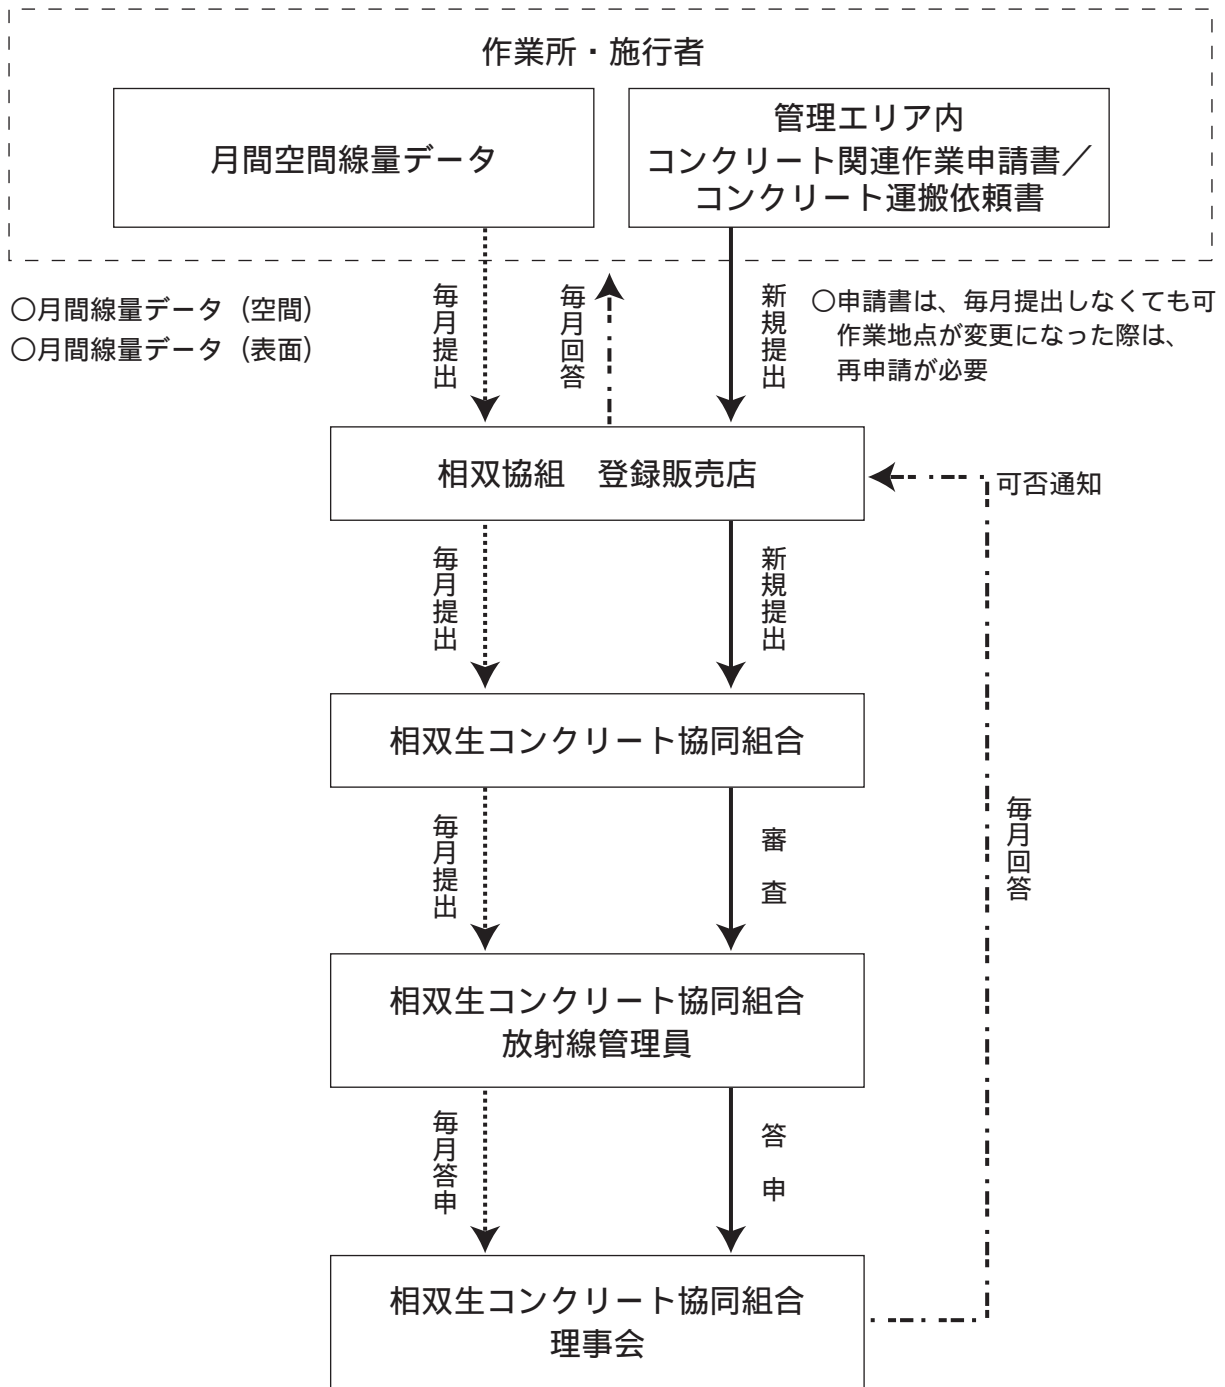 作業所・施行者
月間空間線量データ
管理エリア内
コンクリート関連作業申請書／
コンクリート運搬依頼書
○月間線量データ（空間）
○月間線量データ（表面）
毎月提出
毎月回答
新規提出
○申請書は、毎月提出しなくても可
作業地点が変更になった際は、
再申請が必要
相双協組　登録販売店
可否通知
毎月提出
新規提出
相双生コンクリート協同組合
毎月提出
審査
毎月回答
相双生コンクリート協同組合
放射線管理員
毎月答申
答申
相双生コンクリート協同組合
理事会